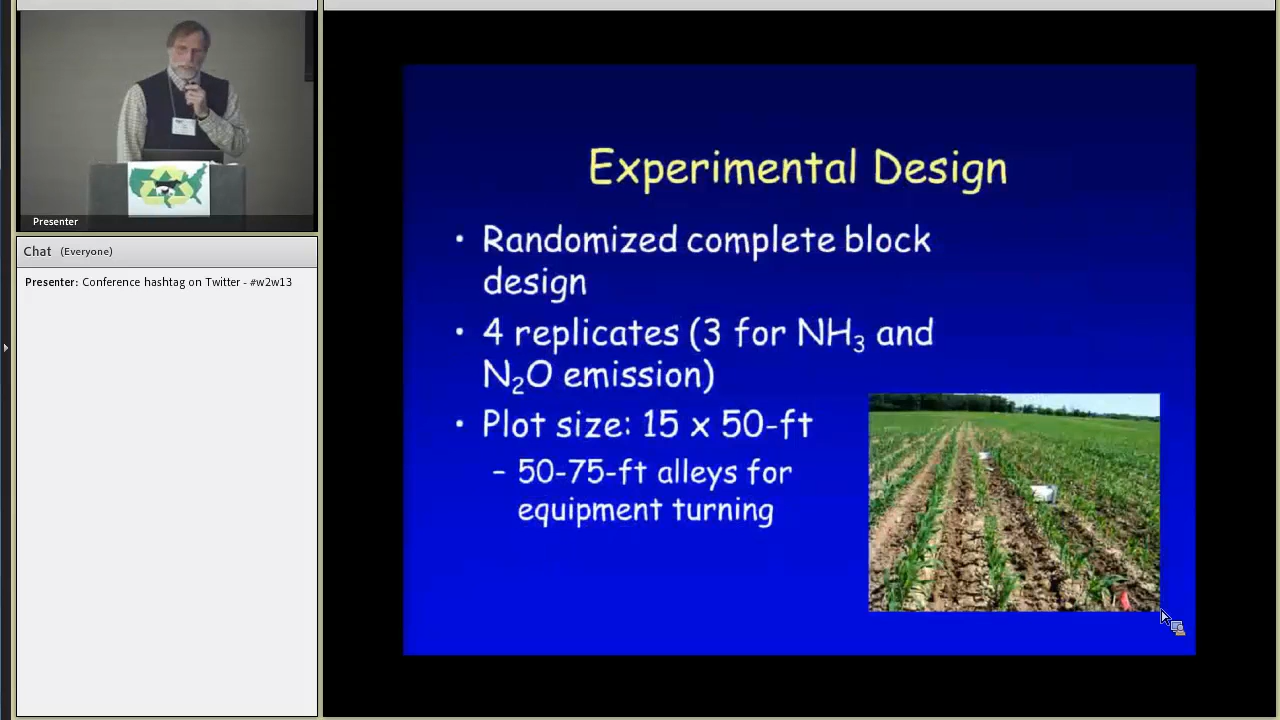 Presenter
Chat (Everyone)
Presenter: Conference hashtag on Twitter - #w2w13
Experimental Design
• Randomized complete block
design
• 4 replicates (3 for NH₃ and
N₂O emission)
• Plot size: 15 x 50-ft
– 50-75-ft alleys for
equipment turning